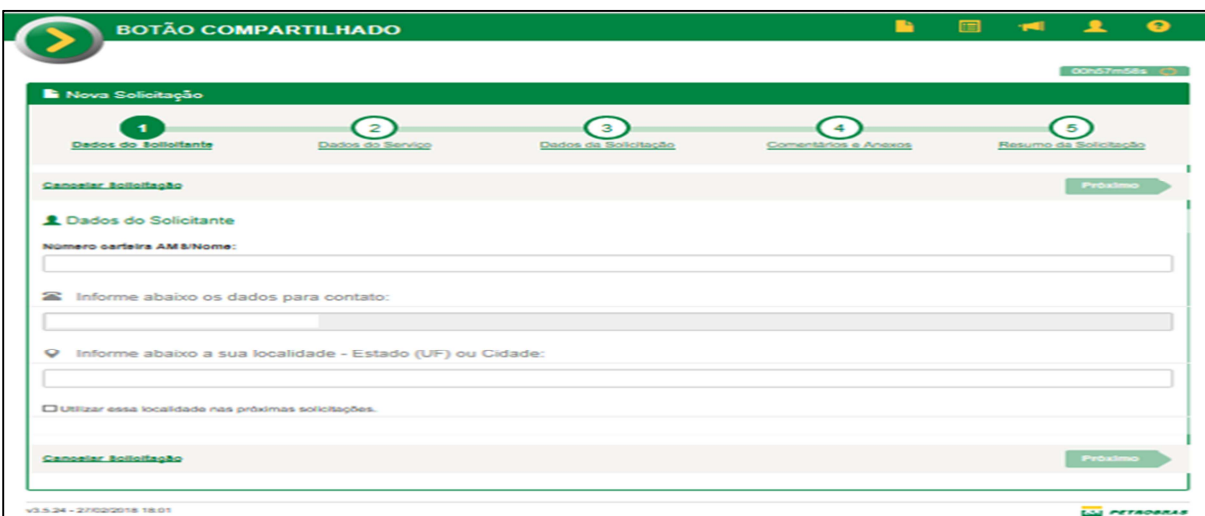 BOTÃO COMPARTILHADO
00h57m58s
Nova Solicitação
1 2 3 4 5
Dados do Solicitante Dados do Serviço Dados da Solicitação Comentários e Anexos Resumo da Solicitação
Cancelar Solicitação Próximo
Dados do Solicitante
Número carteira AMS/Nome:
Informe abaixo os dados para contato:
Informe abaixo a sua localidade - Estado (UF) ou Cidade:
Utilizar essa localidade nas próximas solicitações.
Cancelar Solicitação Próximo
v3.5.24 - 27/02/2018 18:01 PETROBRAS